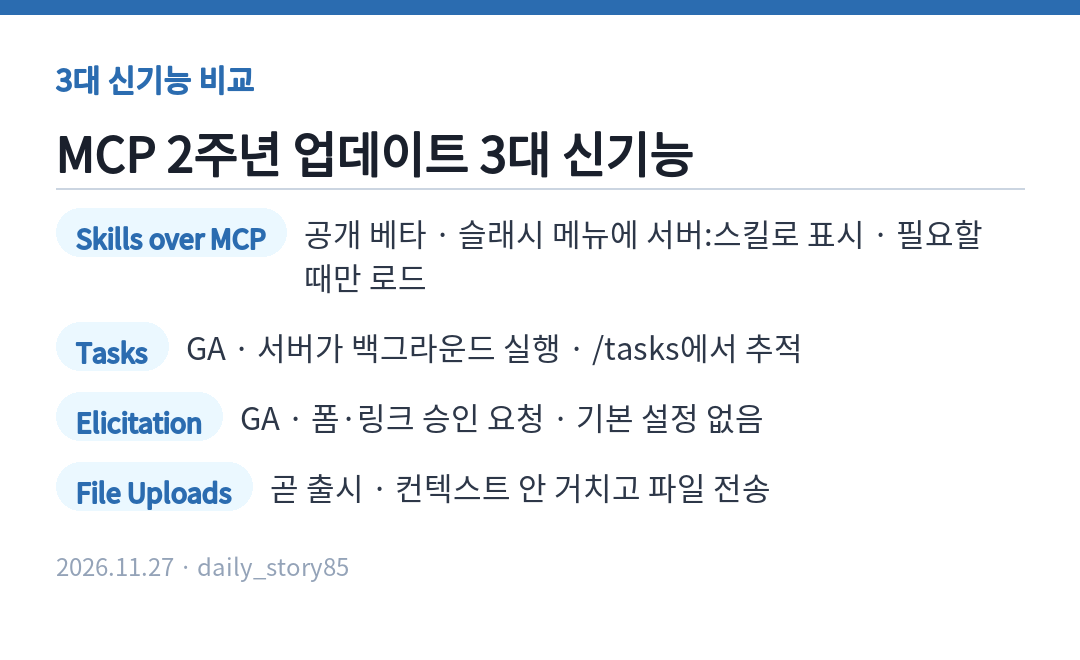 3대 신기능 비교
MCP 2주년 업데이트 3대 신기능
Skills over MCP 공개 베타 · 슬래시 메뉴에 서버:스킬로 표시 · 필요할
때만 로드
Tasks GA · 서버가 백그라운드 실행 · /tasks에서 추적
Elicitation GA · 폼·링크 승인 요청 · 기본 설정 없음
File Uploads 곧 출시 · 컨텍스트 안 거치고 파일 전송
2026.11.27 · daily_story85